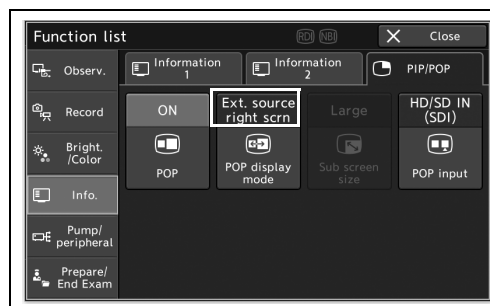 Function list
RDI NBI
X Close
Observ.
Record
Bright.
/Color
Info.
Pump/
peripheral
Prepare/
End Exam
Information
1
Information
2
PIP/POP
ON
POP
Ext. source
right scrn
POP display
mode
Large
Sub screen
size
HD/SD IN
(SDI)
POP input